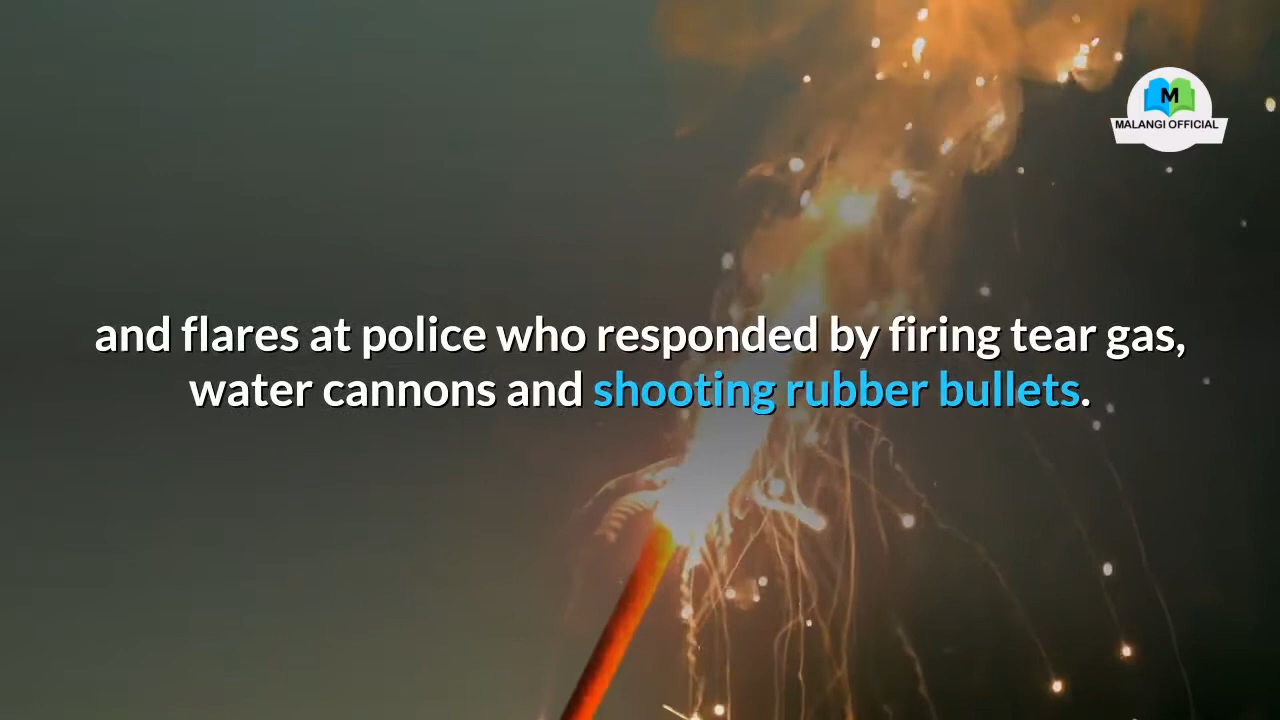 M
MALANGI OFFICIAL
and flares at police who responded by firing tear gas,
water cannons and shooting rubber bullets.